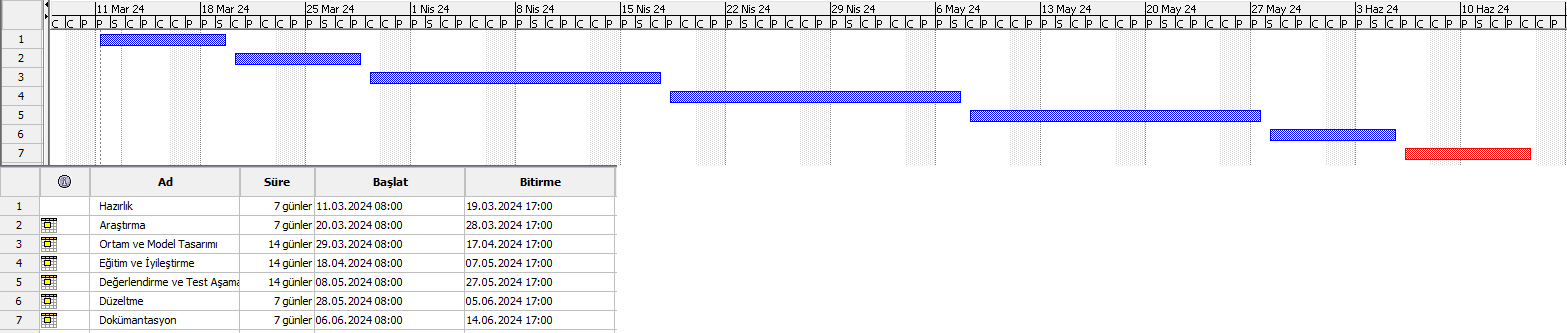 11 Mar 24 18 Mar 24 25 Mar 24 1 Nis 24 8 Nis 24 15 Nis 24 22 Nis 24 29 Nis 24 6 May 24 13 May 24 20 May 24 27 May 24 3 Haz 24 10 Haz 24
C C P P S C P C C P P S C P C C P P S C P C C P P S C P C C P P S C P C C P P S C P C C P P S C P C C P P S C P C C P P S C P C C P P S C P C C P P S C P C C P P S C P C C P P S C P C C P P S C P C C P
1
2
3
4
5
6
7
Ad Süre Başlat Bitirme
1 Hazırlık 7 günler 11.03.2024 08:00 19.03.2024 17:00
2 Araştırma 7 günler 20.03.2024 08:00 28.03.2024 17:00
3 Ortam ve Model Tasarımı 14 günler 29.03.2024 08:00 17.04.2024 17:00
4 Eğitim ve İyileştirme 14 günler 18.04.2024 08:00 07.05.2024 17:00
5 Değerlendirme ve Test Aşama 14 günler 08.05.2024 08:00 27.05.2024 17:00
6 Düzeltme 7 günler 28.05.2024 08:00 05.06.2024 17:00
7 Dokümantasyon 7 günler 06.06.2024 08:00 14.06.2024 17:00